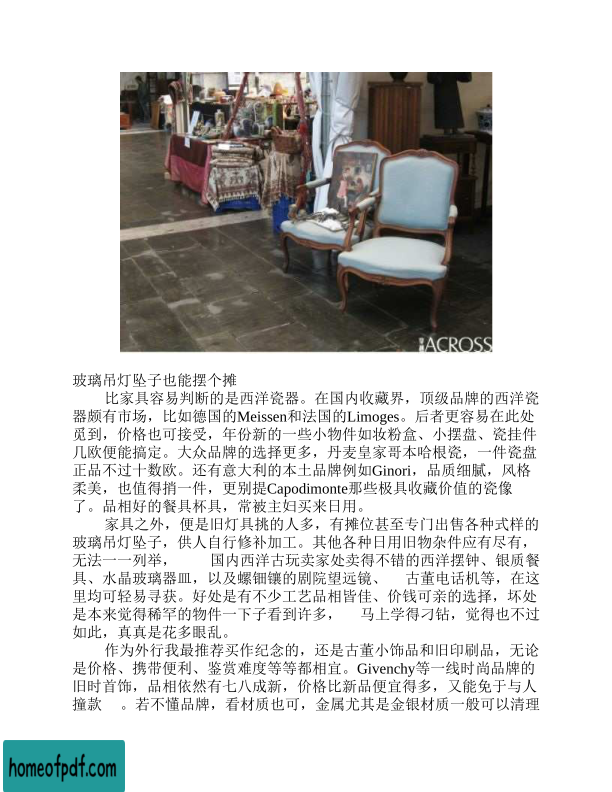 iACROSS
玻璃吊灯坠子也能摆个摊
比家具容易判断的是西洋瓷器。在国内收藏界，顶级品牌的西洋瓷
器颇有市场，比如德国的Meissen和法国的Limoges。后者更容易在此处
觅到，价格也可接受，年份新的一些小物件如妆粉盒、小摆盘、瓷挂件
几欧便能搞定。大众品牌的选择更多，丹麦皇家哥本哈根瓷，一件瓷盘
正品不过十数欧。还有意大利的本土品牌例如Ginori，品质细腻，风格
柔美，也值得捎一件，更别提Capodimonte那些极具收藏价值的瓷像
了。品相好的餐具杯具，常被主妇买来日用。
家具之外，便是旧灯具挑的人多，有摊位甚至专门出售各种式样的
玻璃吊灯坠子，供人自行修补加工。其他各种日用旧物杂件应有尽有，
无法一一列举， 国内西洋古玩卖家处卖得不错的西洋摆钟、银质餐
具、水晶玻璃器皿，以及螺钿镶的剧院望远镜、 古董电话机等，在这
里均可轻易寻获。好处是有不少工艺品相皆佳、价钱可亲的选择，坏处
是本来觉得稀罕的物件一下子看到许多， 马上学得刁钻，觉得也不过
如此，真真是花多眼乱。
作为外行我最推荐买作纪念的，还是古董小饰品和旧印刷品，无论
是价格、携带便利、鉴赏难度等等都相宜。Givenchy等一线时尚品牌的
旧时首饰，品相依然有七八成新，价格比新品便宜得多，又能免于与人
撞款 。若不懂品牌，看材质也可，金属尤其是金银材质一般可以清理
homeofpdf.com